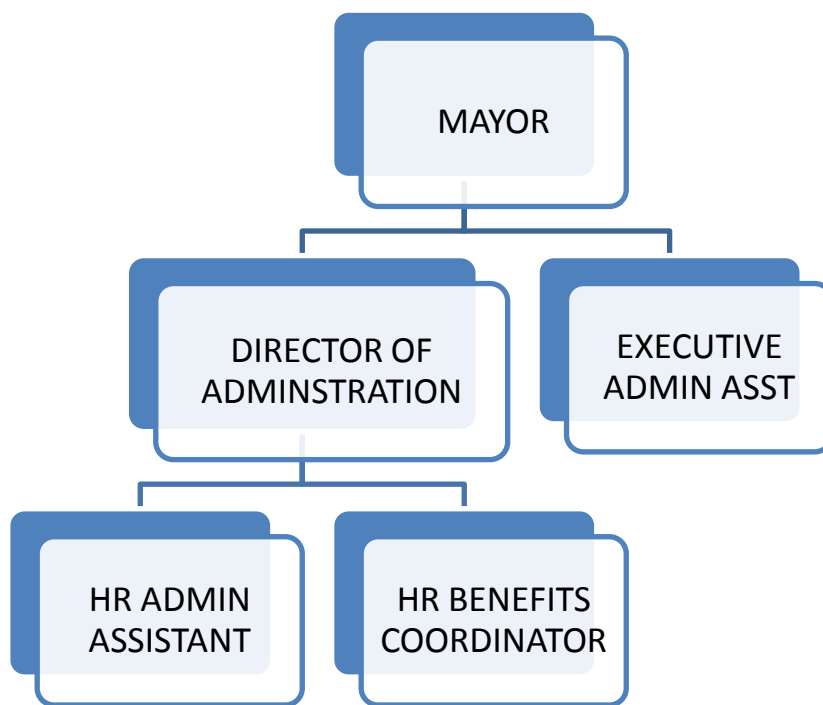 MAYOR
DIRECTOR OF
ADMINSTRATION
EXECUTIVE
ADMIN ASST
HR ADMIN
ASSISTANT
HR BENEFITS
COORDINATOR